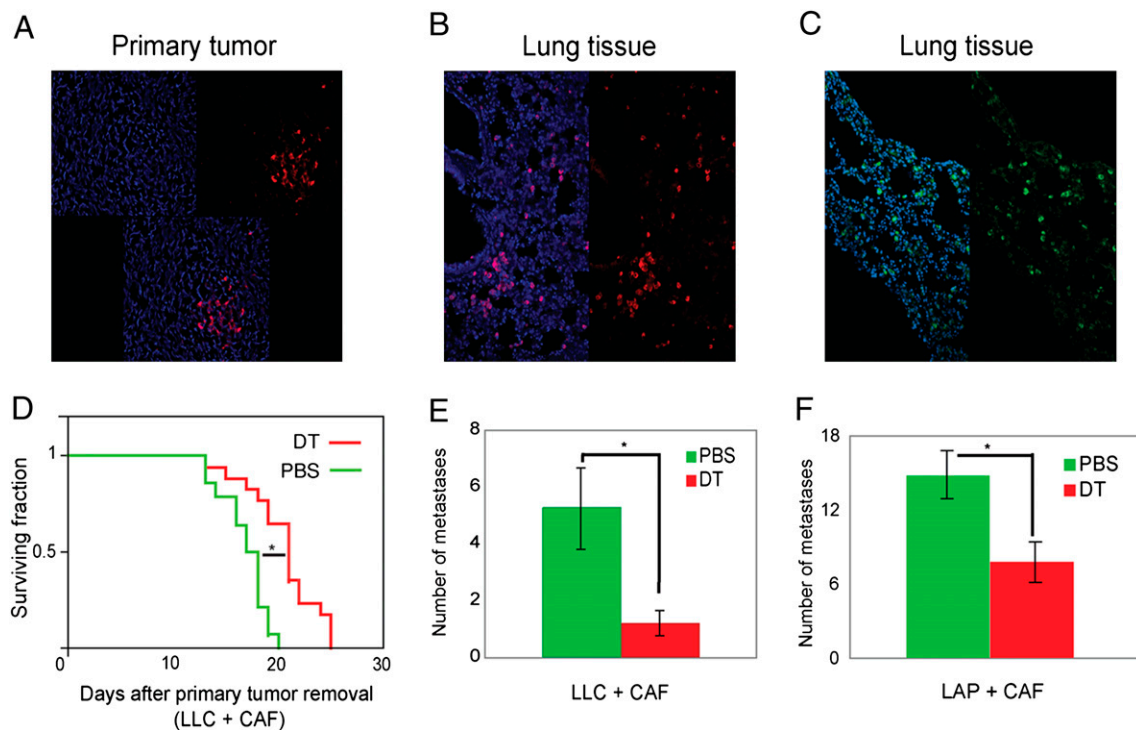 A
Primary tumor
B
Lung tissue
C
Lung tissue
D
Surviving fraction
1
0.5
DT
PBS
*
0
10
20
30
Days after primary tumor removal
(LLC + CAF)
E
Number of metastases
8
6
4
2
0
*
PBS
DT
LLC + CAF
F
Number of metastases
18
12
6
0
*
PBS
DT
LAP + CAF